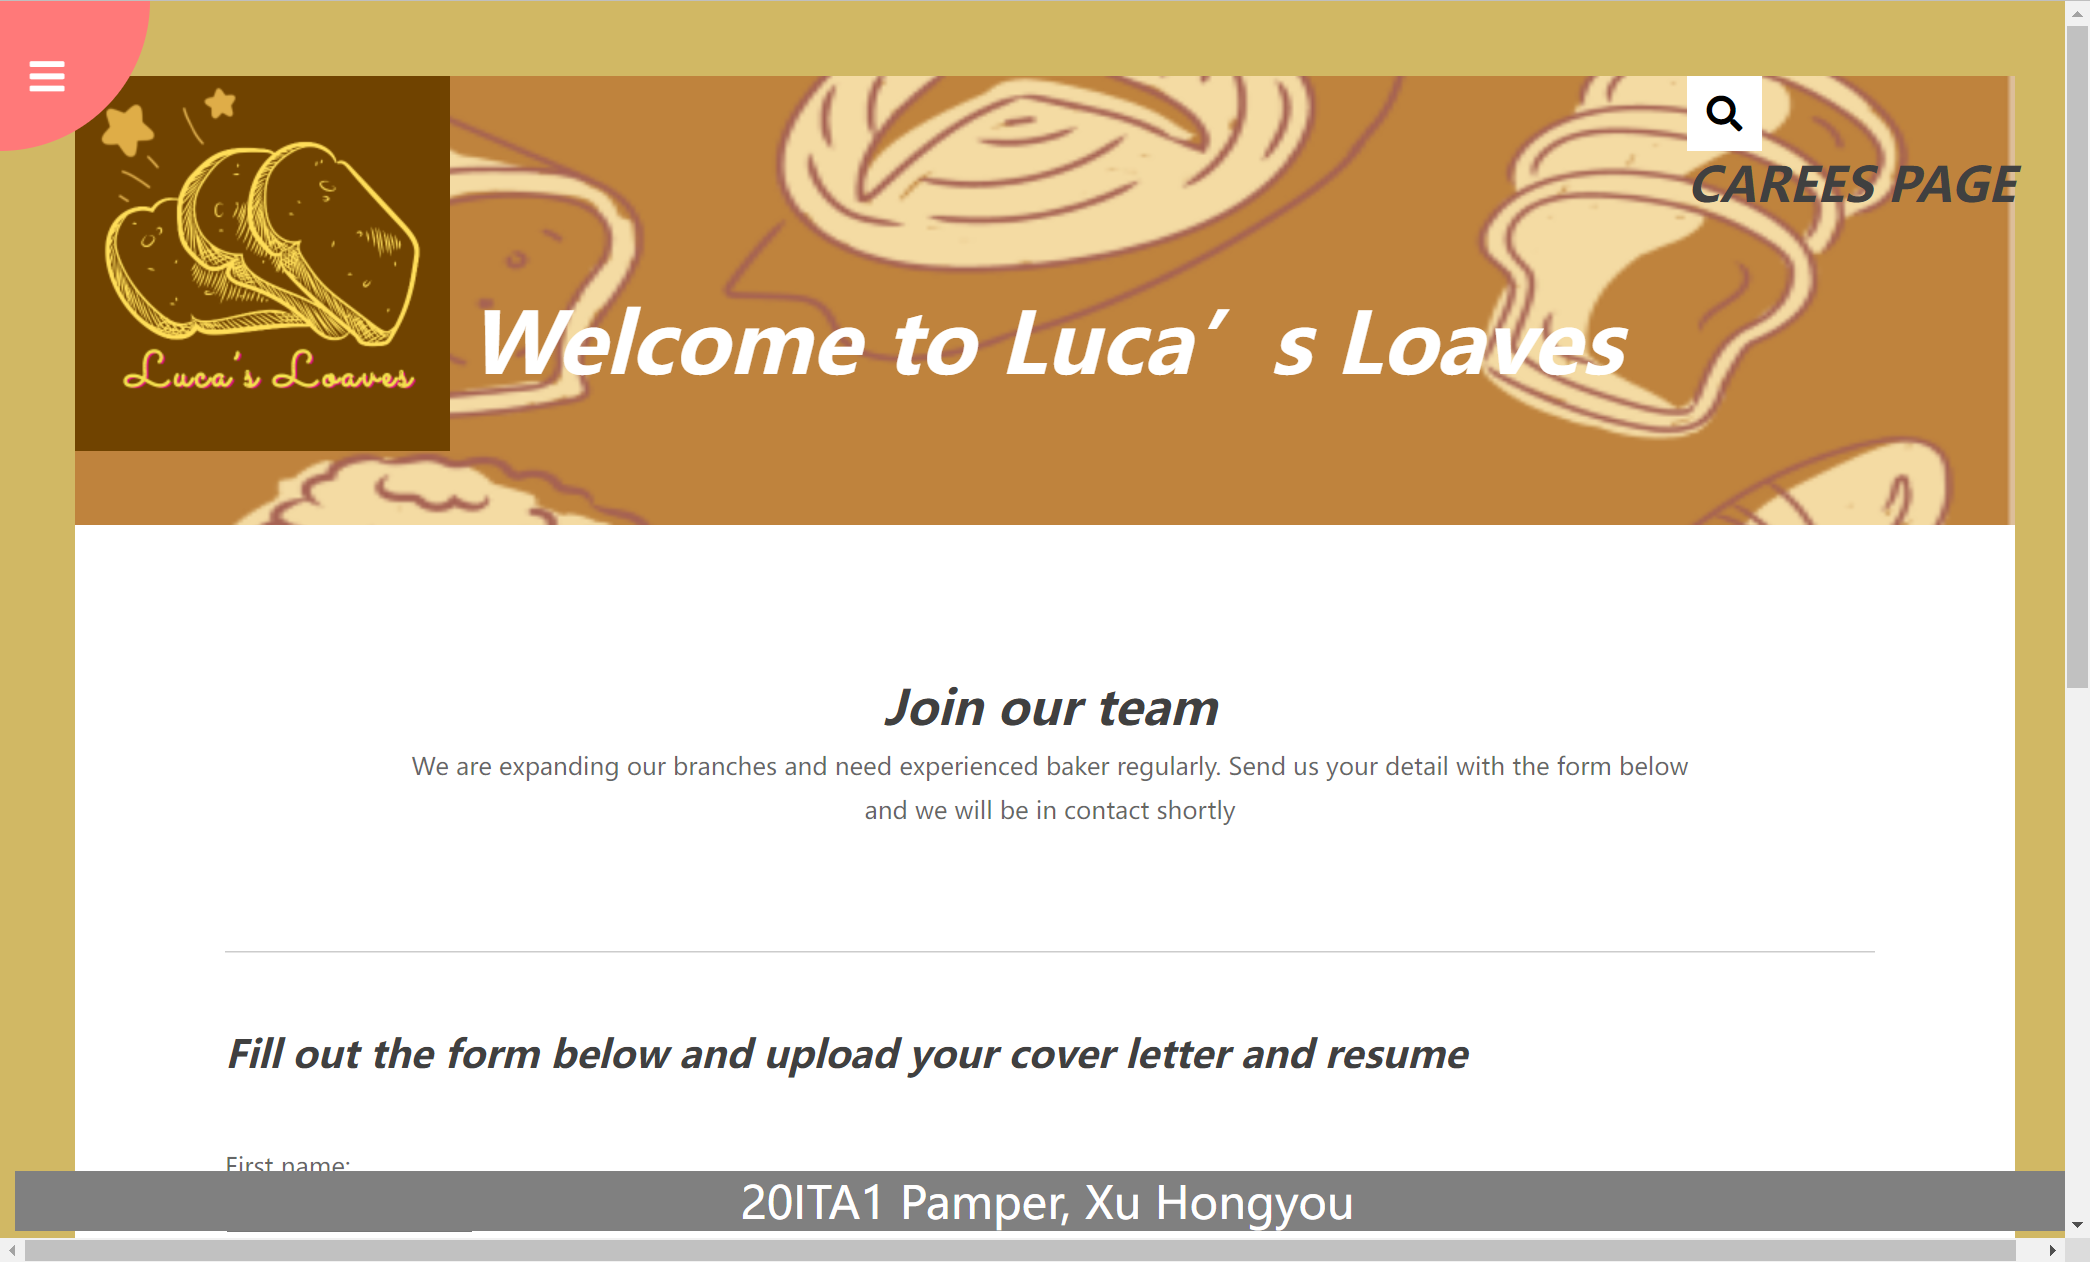 Luca's Loaves
CAREES PAGE
Welcome to Luca’s Loaves
Join our team
We are expanding our branches and need experienced baker regularly. Send us your detail with the form below
and we will be in contact shortly
Fill out the form below and upload your cover letter and resume
First name:
20ITA1 Pamper, Xu Hongyou